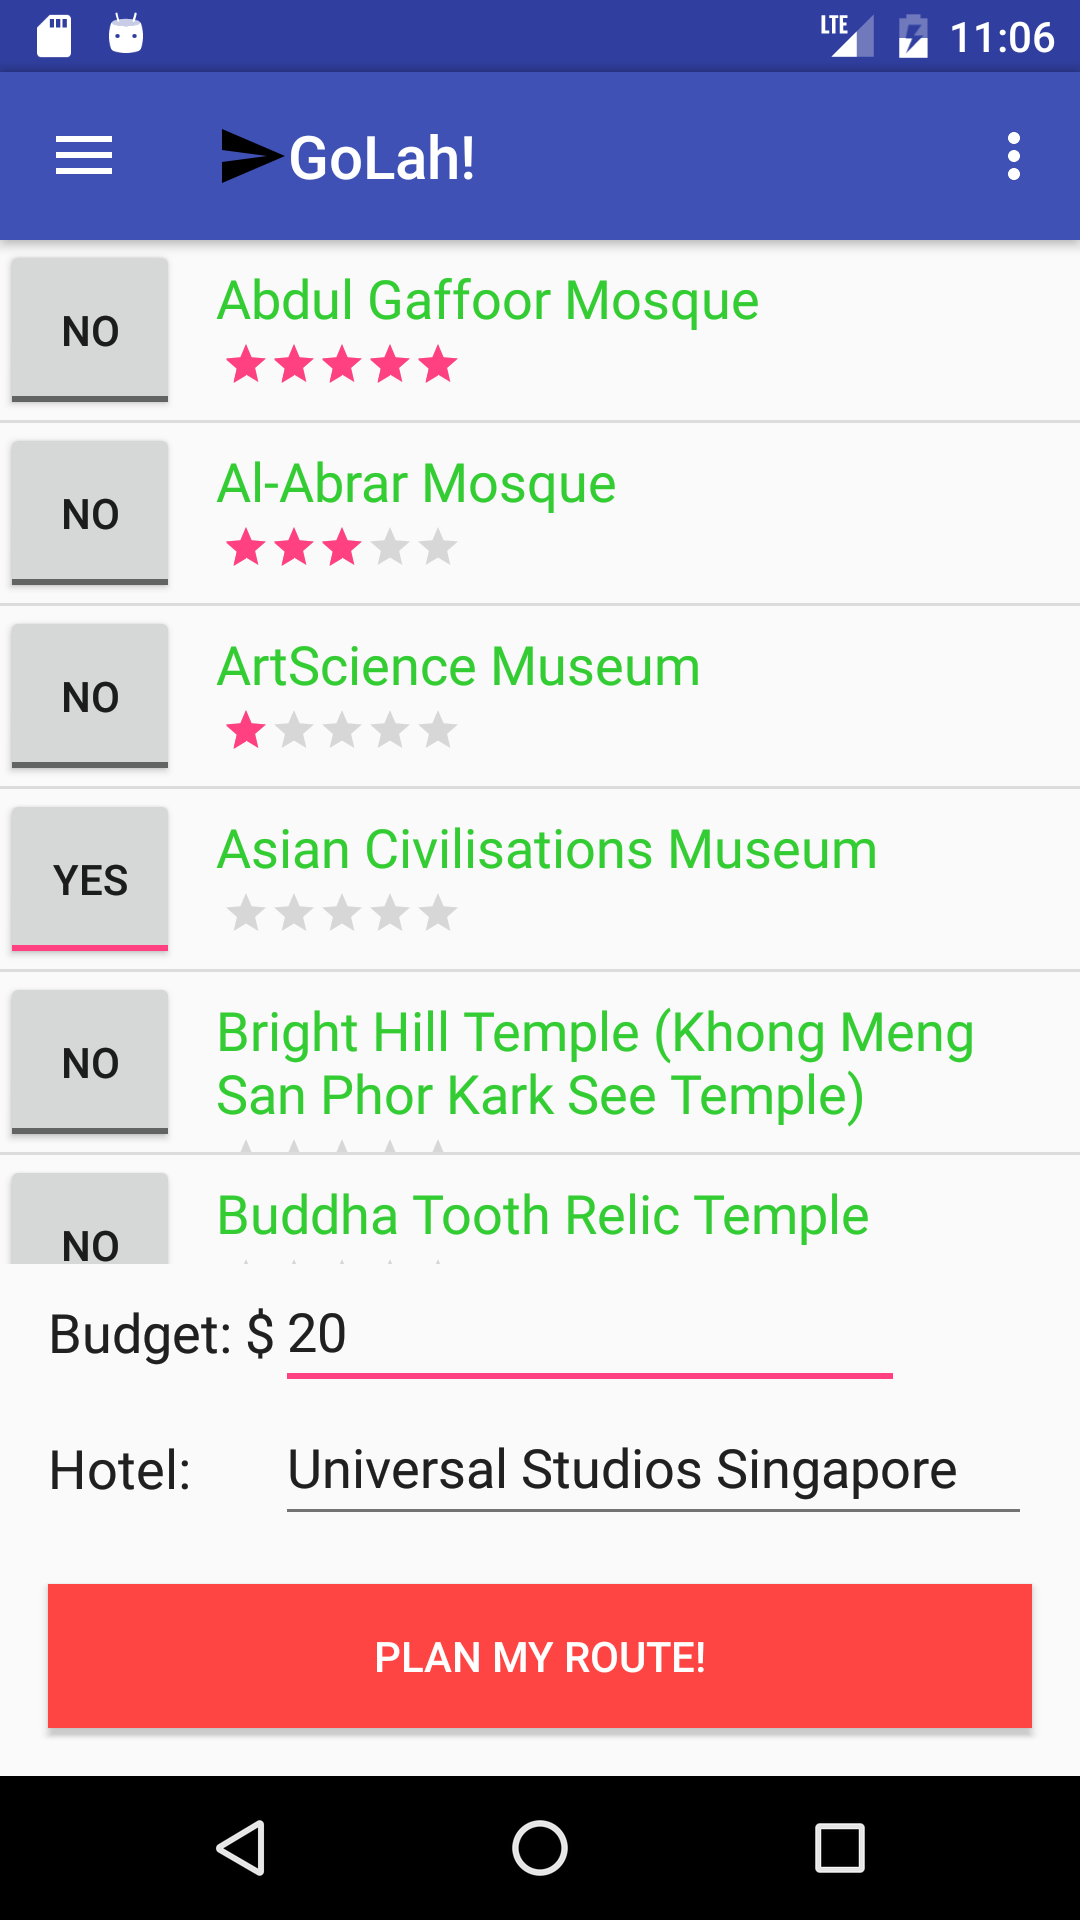 LTE 11:06
GoLah!
NO Abdul Gaffoor Mosque
NO Al-Abrar Mosque
NO ArtScience Museum
YES Asian Civilisations Museum
NO Bright Hill Temple (Khong Meng
San Phor Kark See Temple)
NO Buddha Tooth Relic Temple
Budget: $ 20
Hotel: Universal Studios Singapore
PLAN MY ROUTE!